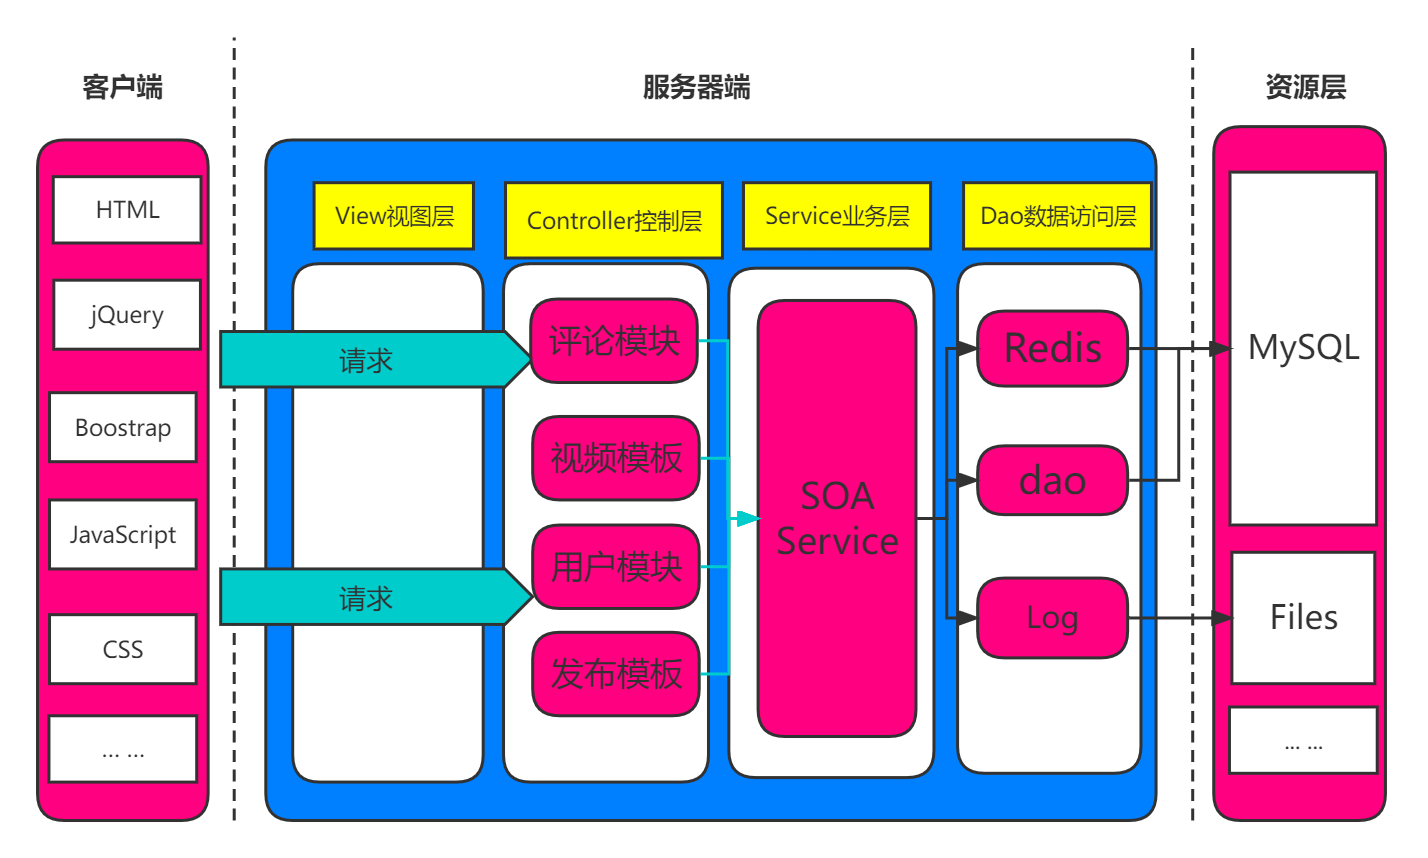 客户端
服务器端
资源层
HTML
jQuery
Boostrap
JavaScript
CSS
... ...
View视图层
Controller控制层
Service业务层
Dao数据访问层
请求
请求
评论模块
视频模板
用户模块
发布模板
SOA
Service
Redis
dao
Log
MySQL
Files
... ...